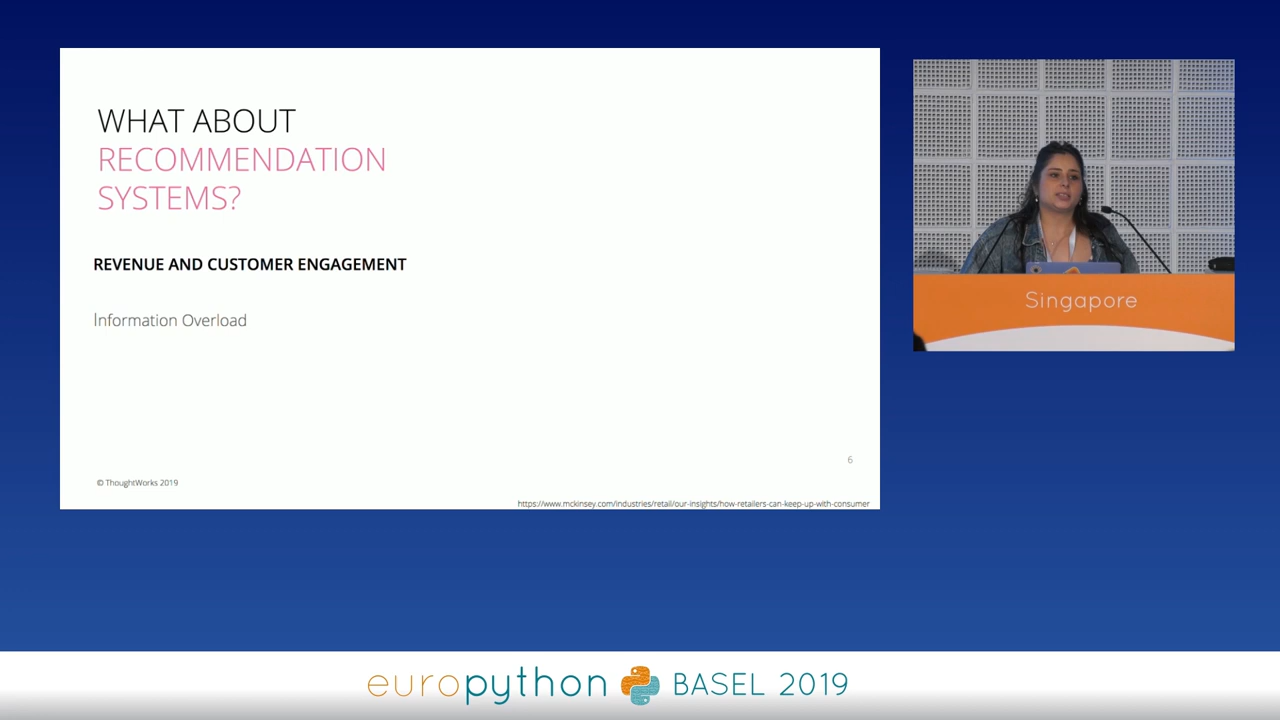 WHAT ABOUT
RECOMMENDATION
SYSTEMS?
REVENUE AND CUSTOMER ENGAGEMENT
Information Overload
6
© ThoughtWorks 2019
https://www.mckinsey.com/industries/retail/our-insights/how-retailers-can-keep-up-with-consumer
Singapore
europython BASEL 2019